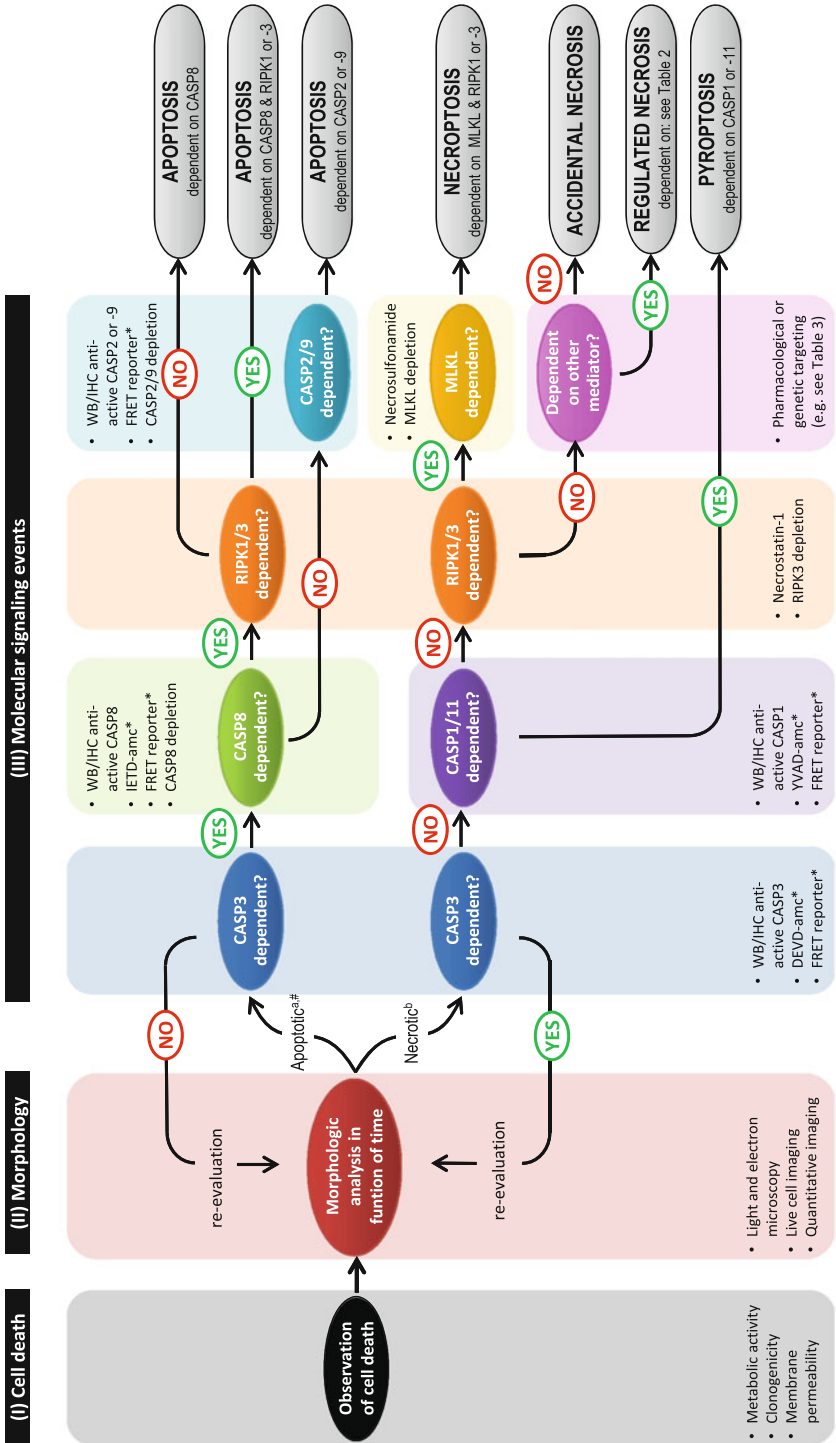 (I) Cell death
(II) Morphology
(III) Molecular signaling events
Observation
of cell death
• Metabolic activity
• Clonogenicity
• Membrane
permeability
re-evaluation
Morphologic
analysis in
funtion of time
re-evaluation
• Light and electron
microscopy
• Live cell imaging
• Quantitative imaging
Apoptotic a,#
Necrotic b
NO
CASP3
dependent?
YES
CASP3
dependent?
NO
YES
• WB/IHC anti-
active CASP3
• DEVD-amc*
• FRET reporter*
• WB/IHC anti-
active CASP8
• IETD-amc*
• FRET reporter*
• CASP8 depletion
CASP8
dependent?
YES
NO
CASP1/11
dependent?
NO
YES
• WB/IHC anti-
active CASP1
• YVAD-amc*
• FRET reporter*
RIPK1/3
dependent?
NO
YES
RIPK1/3
dependent?
YES
NO
• Necrostatin-1
• RIPK3 depletion
• WB/IHC anti-
active CASP2 or -9
• FRET reporter*
• CASP2/9 depletion
CASP2/9
dependent?
• Necrosulfonamide
• MLKL depletion
MLKL
dependent?
Dependent
on other
mediator?
NO
YES
• Pharmacological or
genetic targeting
(e.g. see Table 3)
APOPTOSIS
dependent on CASP8
APOPTOSIS
dependent on CASP8 & RIPK1 or -3
APOPTOSIS
dependent on CASP2 or -9
NECROPTOSIS
dependent on MLKL & RIPK1 or -3
ACCIDENTAL NECROSIS
REGULATED NECROSIS
dependent on: see Table 2
PYROPTOSIS
dependent on CASP1 or -11